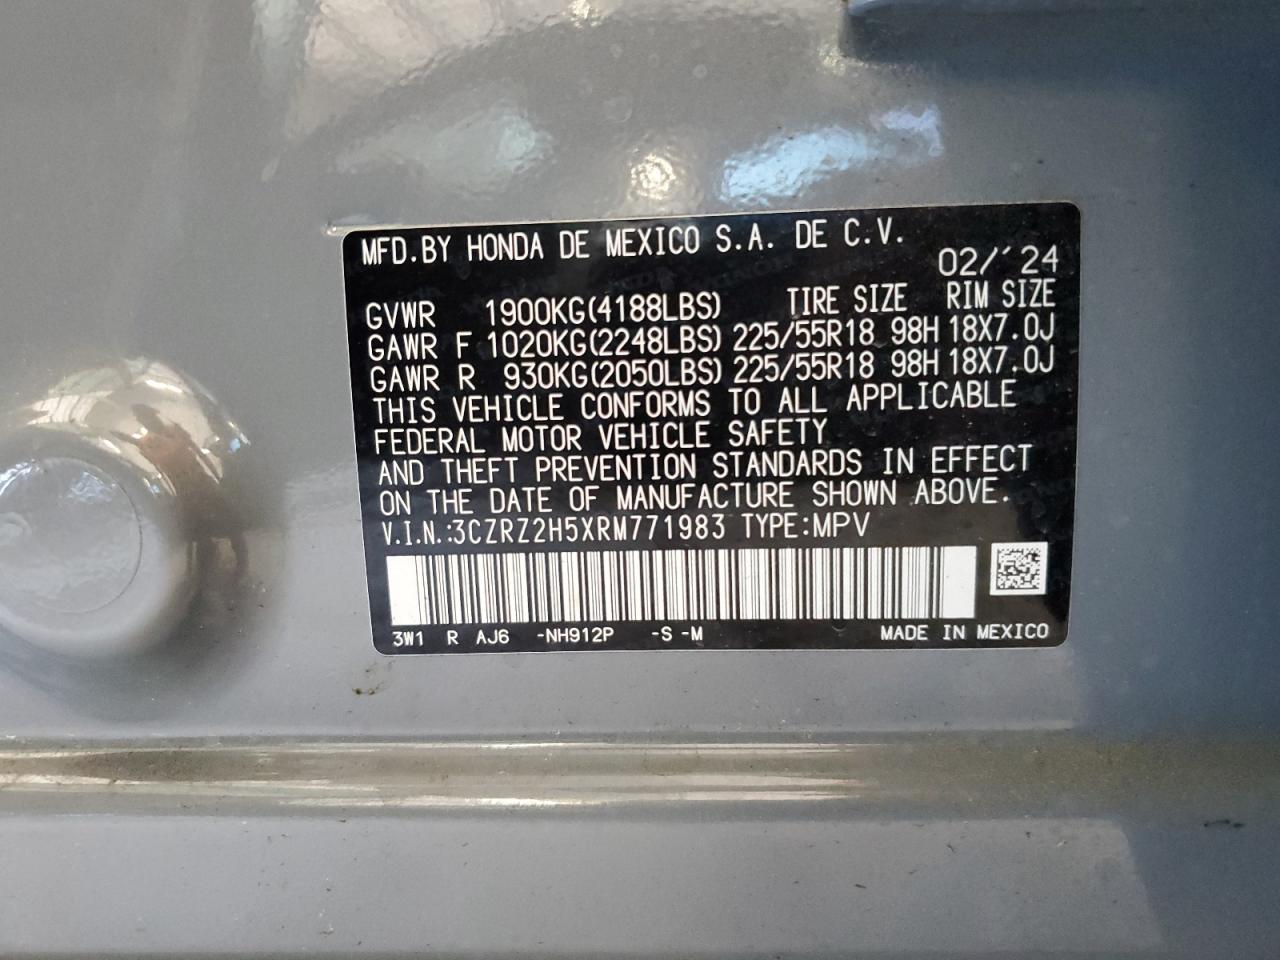 MFD.BY HONDA DE MEXICO S.A. DE C.V.
02/´24
GVWR 1900KG(4188LBS) TIRE SIZE RIM SIZE
GAWR F 1020KG(2248LBS) 225/55R18 98H 18X7.0J
GAWR R 930KG(2050LBS) 225/55R18 98H 18X7.0J
THIS VEHICLE CONFORMS TO ALL APPLICABLE
FEDERAL MOTOR VEHICLE SAFETY
AND THEFT PREVENTION STANDARDS IN EFFECT
ON THE DATE OF MANUFACTURE SHOWN ABOVE.
V.I.N.:3CZRZ2H5XRM771983 TYPE:MPV
3W1 R AJ6 -NH912P -S -M MADE IN MEXICO